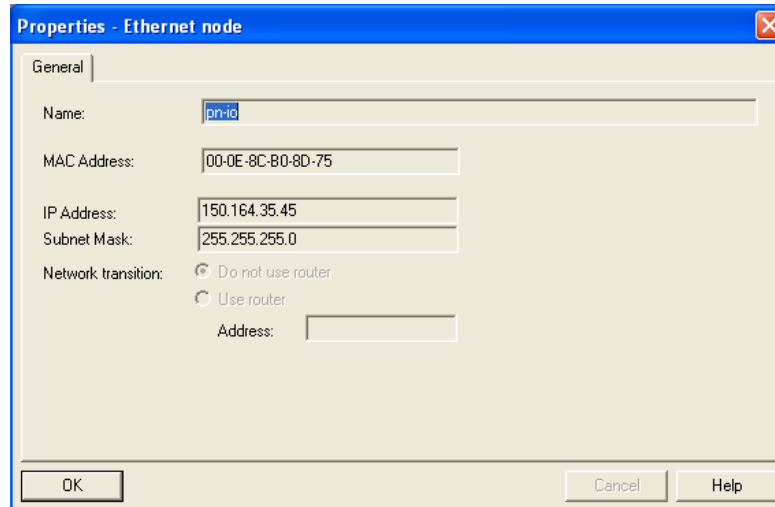 Properties - Ethernet node
General
Name: pn-io
MAC Address: 00-0E-8C-B0-8D-75
IP Address: 150.164.35.45
Subnet Mask: 255.255.255.0
Network transition: Do not use router
Use router
Address:
OK Cancel Help